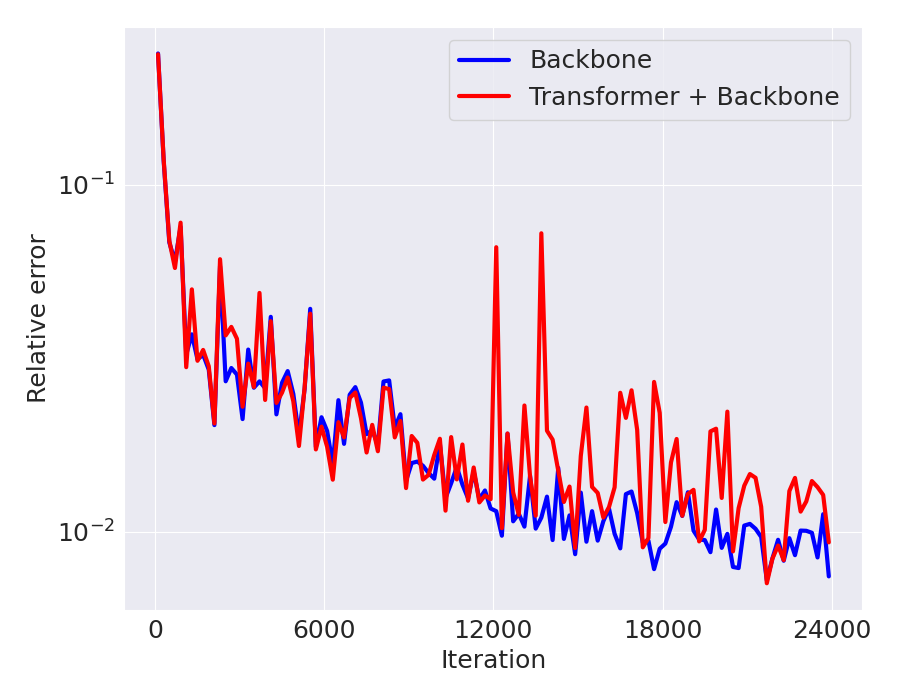 Backbone
Transformer + Backbone
Relative error
10⁻¹
10⁻²
0 6000 12000 18000 24000
Iteration